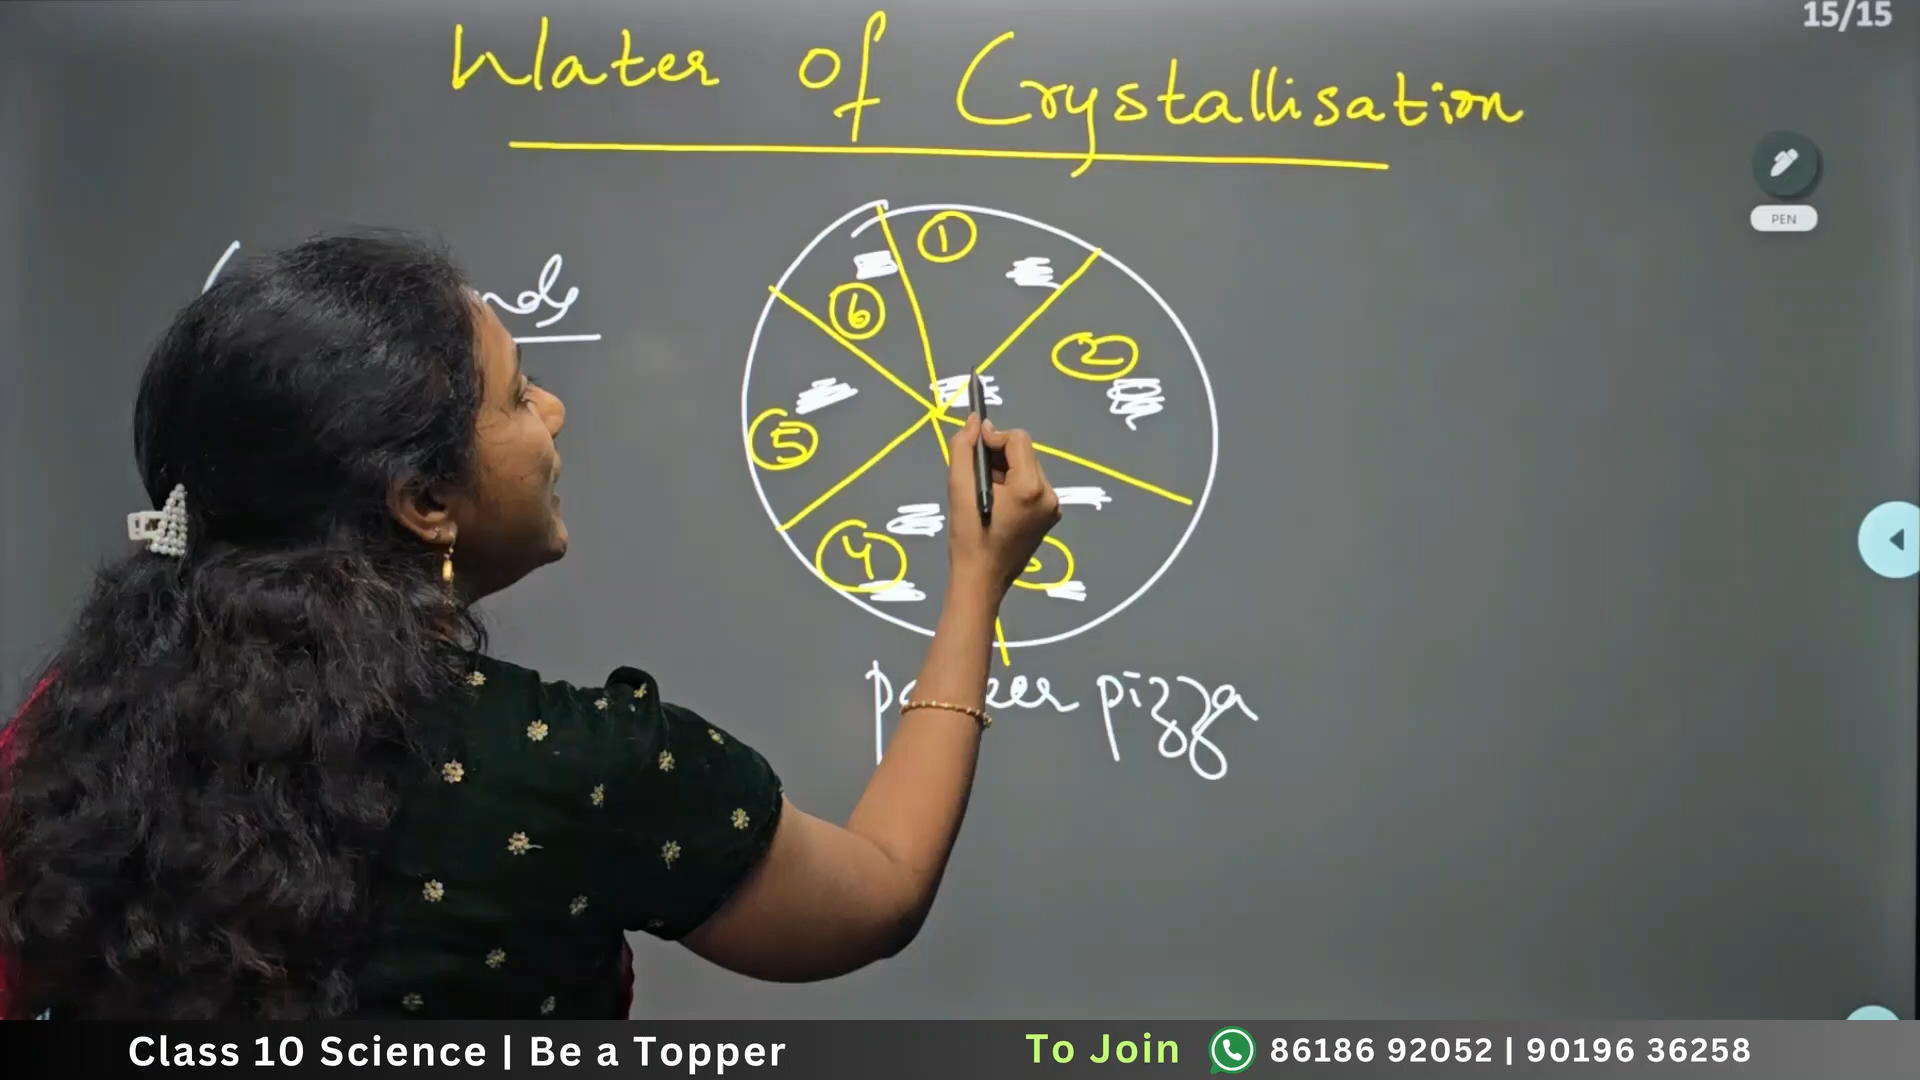 15/15
Water of Crystallisation
PEN
1
6
2
5
4
pizza
Class 10 Science | Be a Topper
To Join 86186 92052 | 90196 36258